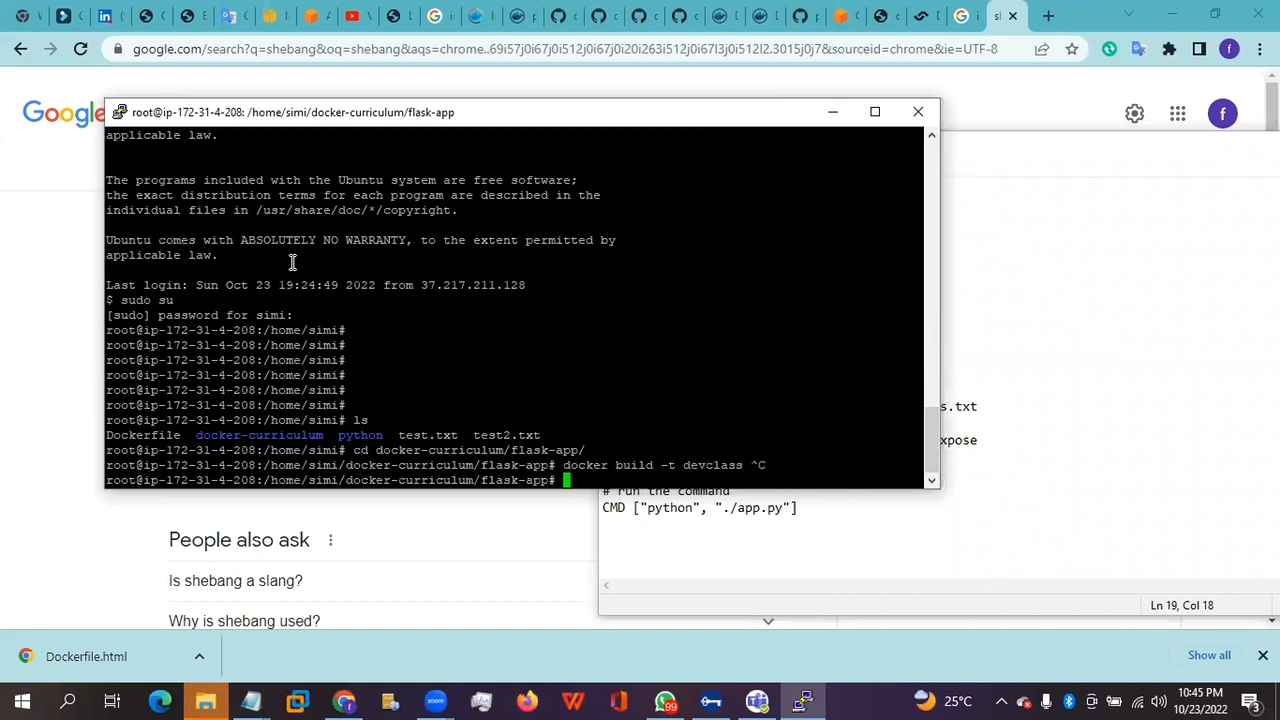 google.com/search?q=shebang&oq=shebang&aqs=chrome..69i57j0i67j0i512j0i67j0i20i263i512j0i67l3j0i512l2.3015j0j7&sourceid=chrome&ie=UTF-8
f
Google
f
root@ip-172-31-4-208: /home/simi/docker-curriculum/flask-app
applicable law.
The programs included with the Ubuntu system are free software;
the exact distribution terms for each program are described in the
individual files in /usr/share/doc/*/copyright.
Ubuntu comes with ABSOLUTELY NO WARRANTY, to the extent permitted by
applicable law.
Last login: Sun Oct 23 19:24:49 2022 from 37.217.211.128
$ sudo su
[sudo] password for simi:
root@ip-172-31-4-208:/home/simi#
root@ip-172-31-4-208:/home/simi#
root@ip-172-31-4-208:/home/simi#
root@ip-172-31-4-208:/home/simi#
root@ip-172-31-4-208:/home/simi#
root@ip-172-31-4-208:/home/simi#
root@ip-172-31-4-208:/home/simi# ls
Dockerfile docker-curriculum python test.txt test2.txt
root@ip-172-31-4-208:/home/simi# cd docker-curriculum/flask-app/
root@ip-172-31-4-208:/home/simi/docker-curriculum/flask-app# docker build -t devclass ^C
root@ip-172-31-4-208:/home/simi/docker-curriculum/flask-app#
s.txt
xpose
# run the command
CMD ["python", "./app.py"]
Ln 19, Col 18
People also ask
Is shebang a slang?
Why is shebang used?
Dockerfile.html
Show all
zoom
99
25°C
10:45 PM
10/23/2022
3